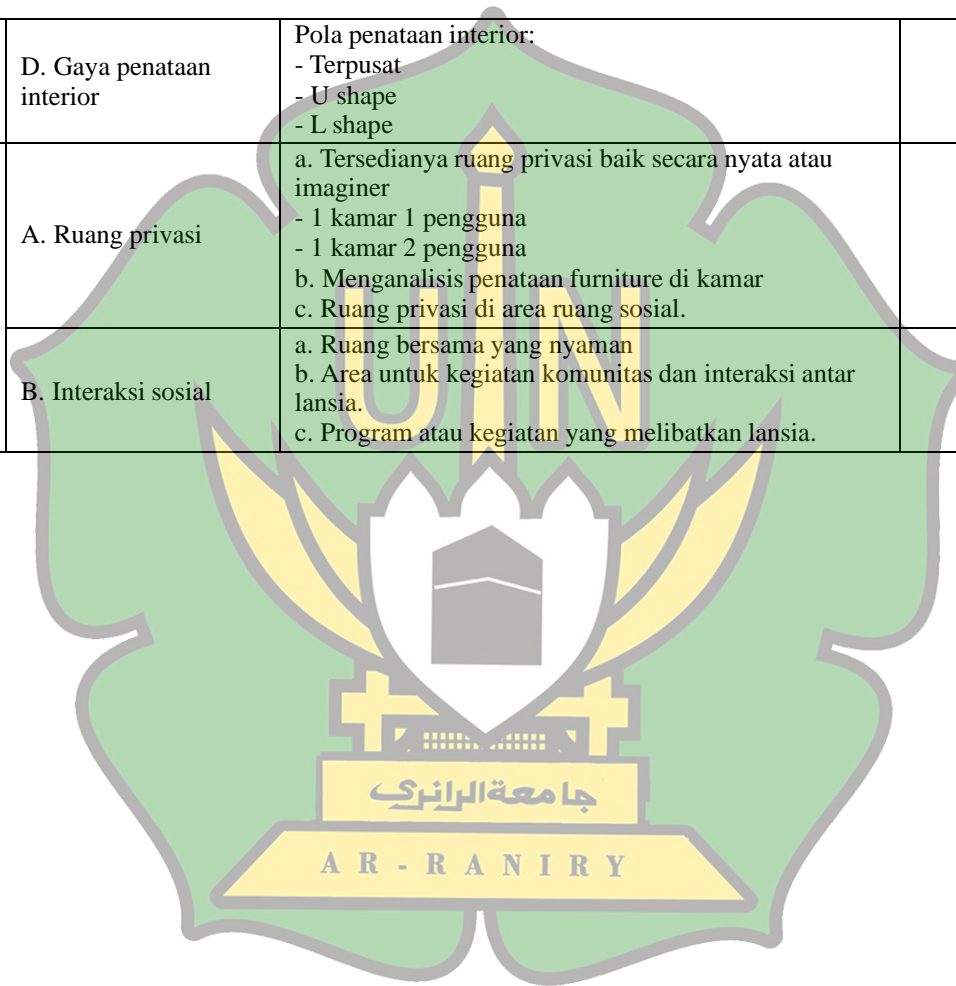 D. Gaya penataan
interior
Pola penataan interior:
- Terpusat
- U shape
- L shape
A. Ruang privasi
a. Tersedianya ruang privasi baik secara nyata atau
imaginer
- 1 kamar 1 pengguna
- 1 kamar 2 pengguna
b. Menganalisis penataan furniture di kamar
c. Ruang privasi di area ruang sosial.
B. Interaksi sosial
a. Ruang bersama yang nyaman
b. Area untuk kegiatan komunitas dan interaksi antar
lansia.
c. Program atau kegiatan yang melibatkan lansia.
UIN
جامعة الرانري
AR-RANIRY